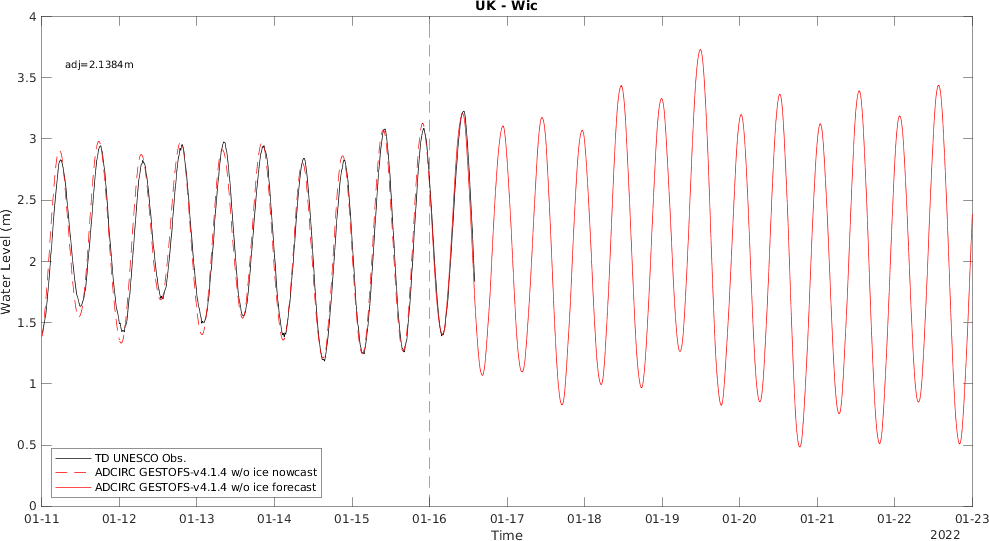 UK - Wic
4
3.5
3
2.5
2
1.5
1
0.5
0
Water Level (m)
adj=2.1384m
TD UNESCO Obs.
ADCIRC GESTOFS-v4.1.4 w/o ice nowcast
ADCIRC GESTOFS-v4.1.4 w/o ice forecast
01-11 01-12 01-13 01-14 01-15 01-16 01-17 01-18 01-19 01-20 01-21 01-22 01-23
Time
2022